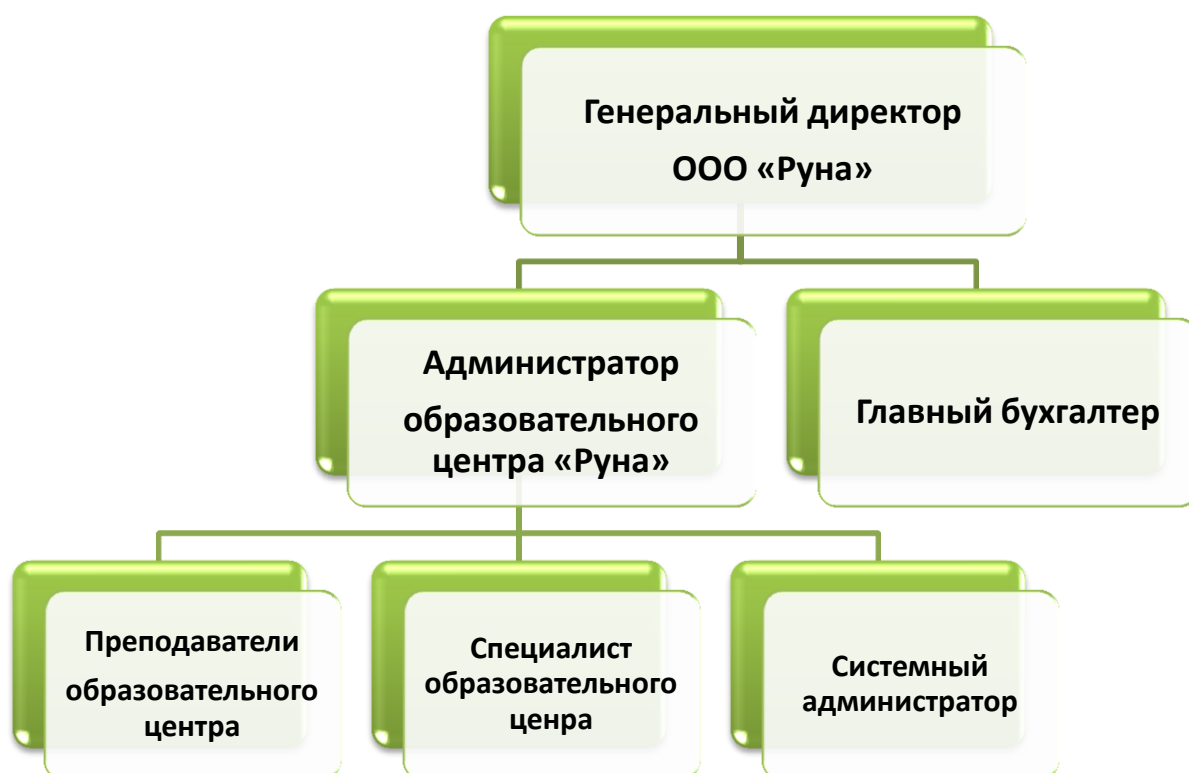 Генеральный директор
ООО «Руна»
Администратор
образовательного
центра «Руна»
Главный бухгалтер
Преподаватели
образовательного
центра
Специалист
образовательного
ценра
Системный
администратор